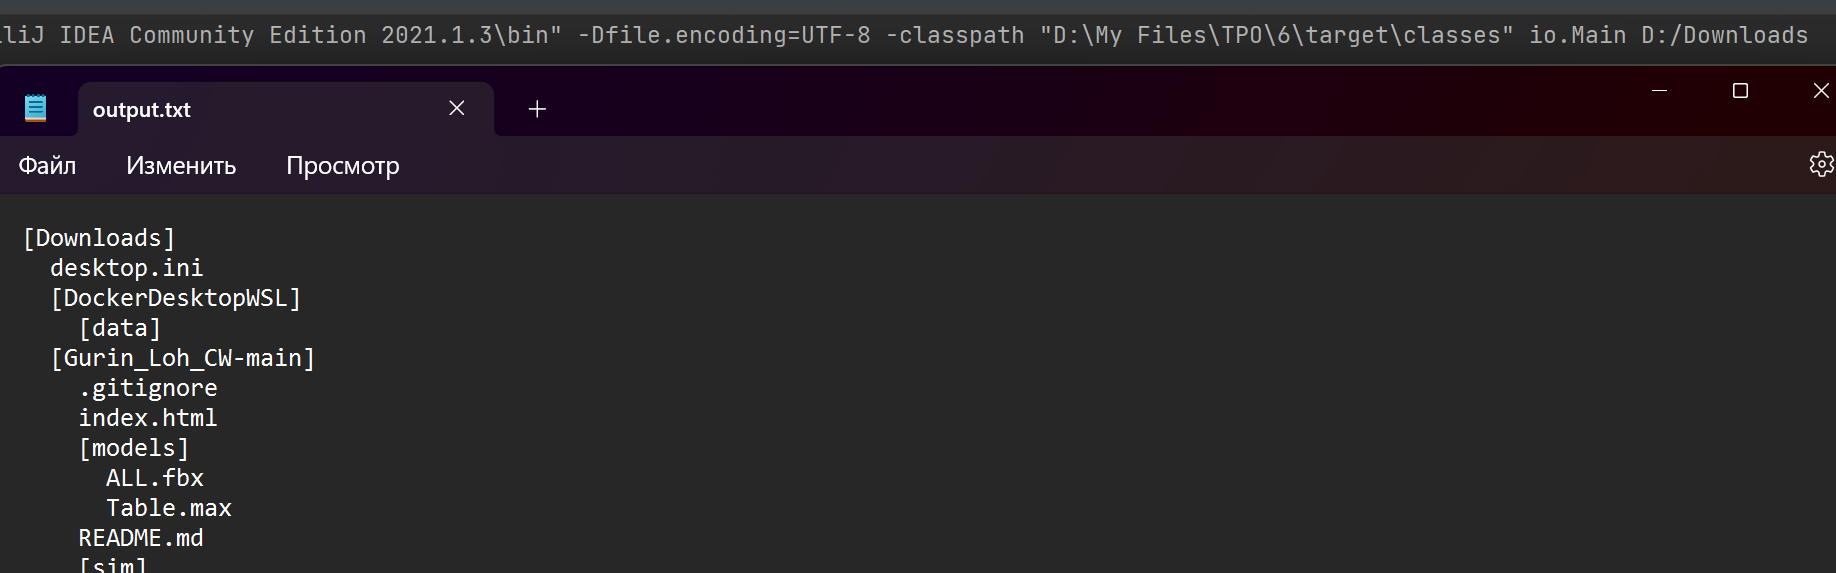 IDEA Community Edition 2021.1.3\bin" -Dfile.encoding=UTF-8 -classpath "D:\My Files\TPO\6\target\classes" io.Main D:/Downloads
output.txt
Файл Изменить Просмотр
[Downloads]
desktop.ini
[DockerDesktopWSL]
[data]
[Gurin_Loh_CW-main]
.gitignore
index.html
[models]
ALL.fbx
Table.max
README.md
[sim]